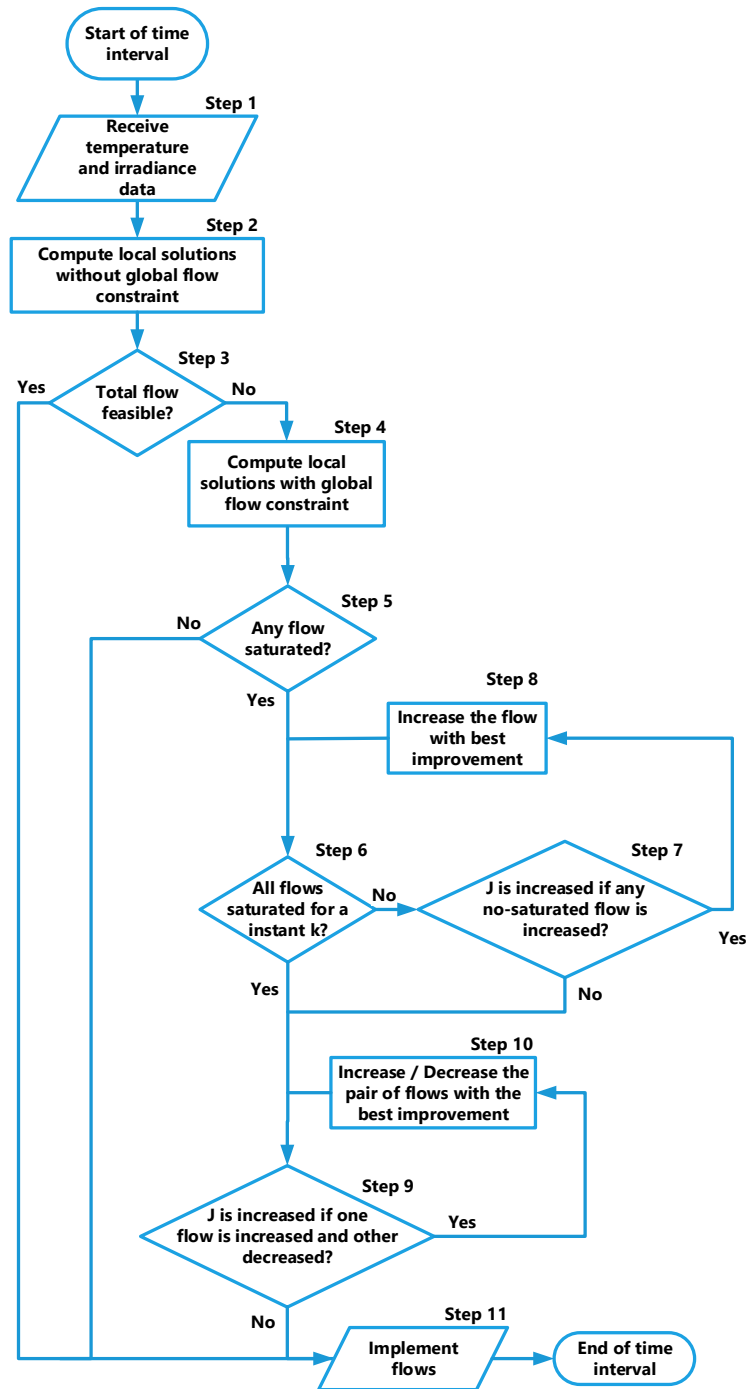 Start of time
interval
Step 1
Receive
temperature
and irradiance
data
Step 2
Compute local solutions
without global flow
constraint
Step 3
Yes
Total flow
feasible?
No
Step 4
Compute local
solutions with global
flow constraint
Step 5
No
Any flow
saturated?
Yes
Step 8
Increase the flow
with best
improvement
Step 6
All flows
saturated for a
instant k?
No
Step 7
J is increased if any
no-saturated flow is
increased?
Yes
Yes
No
Step 10
Increase / Decrease the
pair of flows with the
best improvement
Step 9
J is increased if one
flow is increased and other
decreased?
Yes
No
Step 11
Implement
flows
End of time
interval